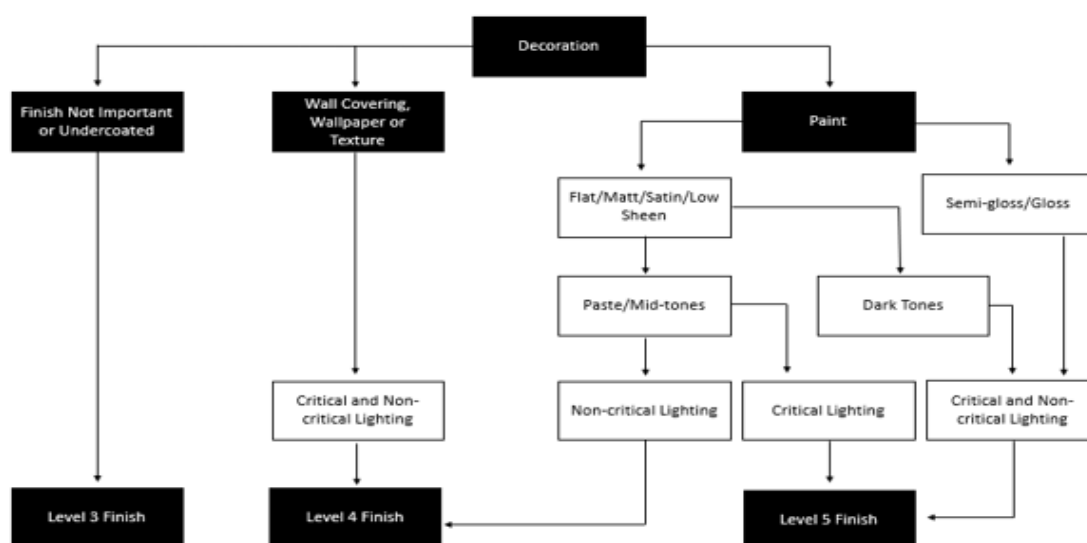 Decoration
Finish Not Important
or Undercoated
Wall Covering,
Wallpaper or
Texture
Paint
Flat/Matt/Satin/Low
Sheen
Semi-gloss/Gloss
Paste/Mid-tones
Dark Tones
Critical and Non-
critical Lighting
Non-critical Lighting
Critical Lighting
Critical and Non-
critical Lighting
Level 3 Finish
Level 4 Finish
Level 5 Finish